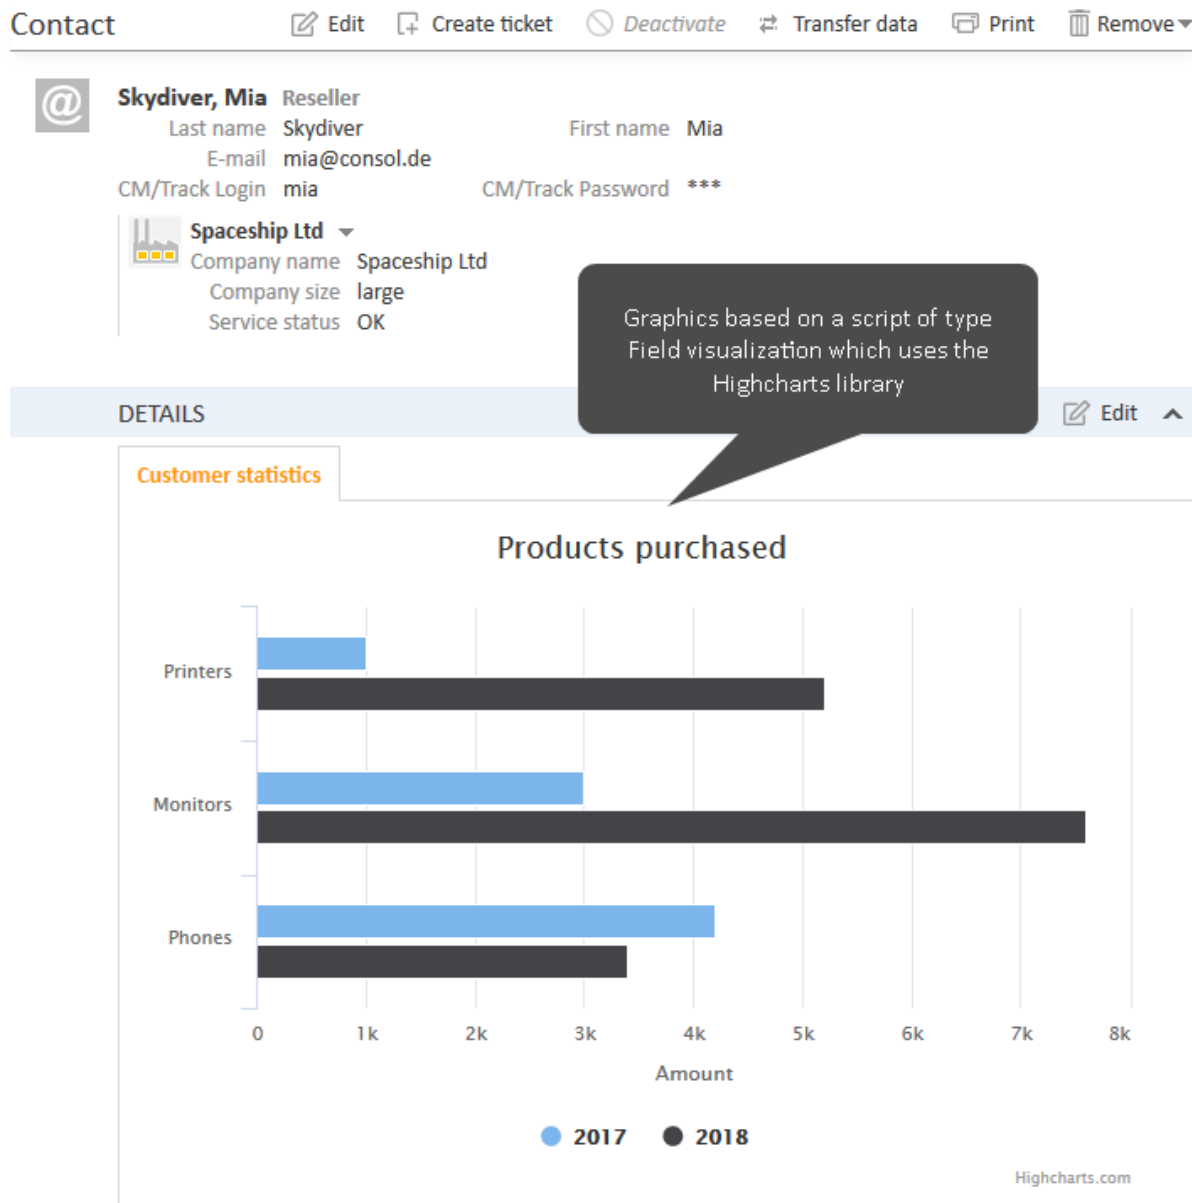 Contact Edit Create ticket Deactivate Transfer data Print Remove
@
Skydiver, Mia Reseller
Last name Skydiver First name Mia
E-mail mia@consol.de
CM/Track Login mia CM/Track Password ***
Spaceship Ltd
Company name Spaceship Ltd
Company size large
Service status OK
Graphics based on a script of type
Field visualization which uses the
Highcharts library
DETAILS Edit
Customer statistics
Products purchased
Printers
Monitors
Phones
0 1k 2k 3k 4k 5k 6k 7k 8k
Amount
2017 2018
Highcharts.com